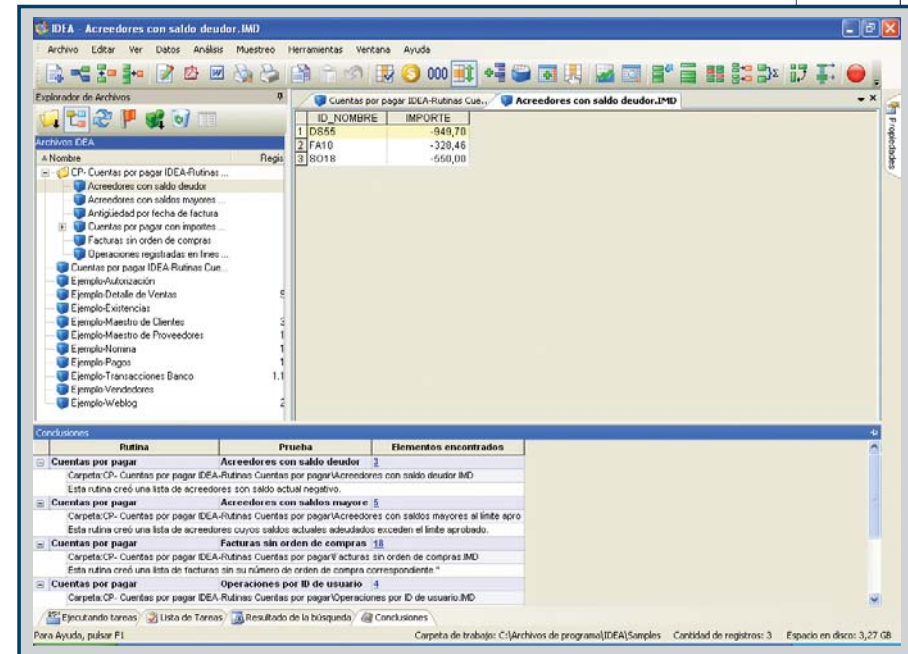 IDEA - Acreedores con saldo deudor.IMD
Archivo Editar Ver Datos Análisis Muestreo Herramientas Ventana Ayuda
000
Explorador de Archivos
Archivos IDEA
Nombre Regis
CP- Cuentas por pagar IDEA-Rutinas ...
Acreedores con saldo deudor
Acreedores con saldos mayores ...
Antigüedad por fecha de factura
Cuentas por pagar con importes ...
Facturas sin orden de compras
Operaciones registradas en fines ...
Cuentas por pagar IDEA-Rutinas Cue...
Ejemplo-Autorización
Ejemplo-Detalle de Ventas 5
Ejemplo-Existencias
Ejemplo-Maestro de Clientes 3
Ejemplo-Maestro de Proveedores 1
Ejemplo-Nomina 1
Ejemplo-Pagos 1
Ejemplo-Transacciones Banco 1.1
Ejemplo-Vendedores
Ejemplo-Weblog 2
Cuentas por pagar IDEA-Rutinas Cue... Acreedores con saldo deudor.IMD
ID_NOMBRE IMPORTE
1 DS55 -949,70
2 FA10 -328,46
3 SO18 -550,00
Propiedades
Conclusiones
Rutina Prueba Elementos encontrados
Cuentas por pagar Acreedores con saldo deudor 3
Carpeta:CP- Cuentas por pagar IDEA-Rutinas Cuentas por pagar\Acreedores con saldo deudor.IMD
Esta rutina creó una lista de acreedores son saldo actual negativo.
Cuentas por pagar Acreedores con saldos mayore 5
Carpeta:CP- Cuentas por pagar IDEA-Rutinas Cuentas por pagar\Acreedores con saldos mayores al límite apro
Esta rutina creó una lista de acreedores cuyos saldos actuales adeudados exceden el límite aprobado.
Cuentas por pagar Facturas sin orden de compras 18
Carpeta:CP- Cuentas por pagar IDEA-Rutinas Cuentas por pagar\Facturas sin orden de compras.IMD
Esta rutina creó una lista de facturas sin su número de orden de compra correspondiente."
Cuentas por pagar Operaciones por ID de usuario 4
Carpeta:CP- Cuentas por pagar IDEA-Rutinas Cuentas por pagar\Operaciones por ID de usuario.IMD
Ejecutando tareas Lista de Tareas Resultado de la búsqueda Conclusiones
Para Ayuda, pulsar F1 Carpeta de trabajo: C:\Archivos de programa\IDEA\Samples Cantidad de registros: 3 Espacio en disco: 3,27 GB